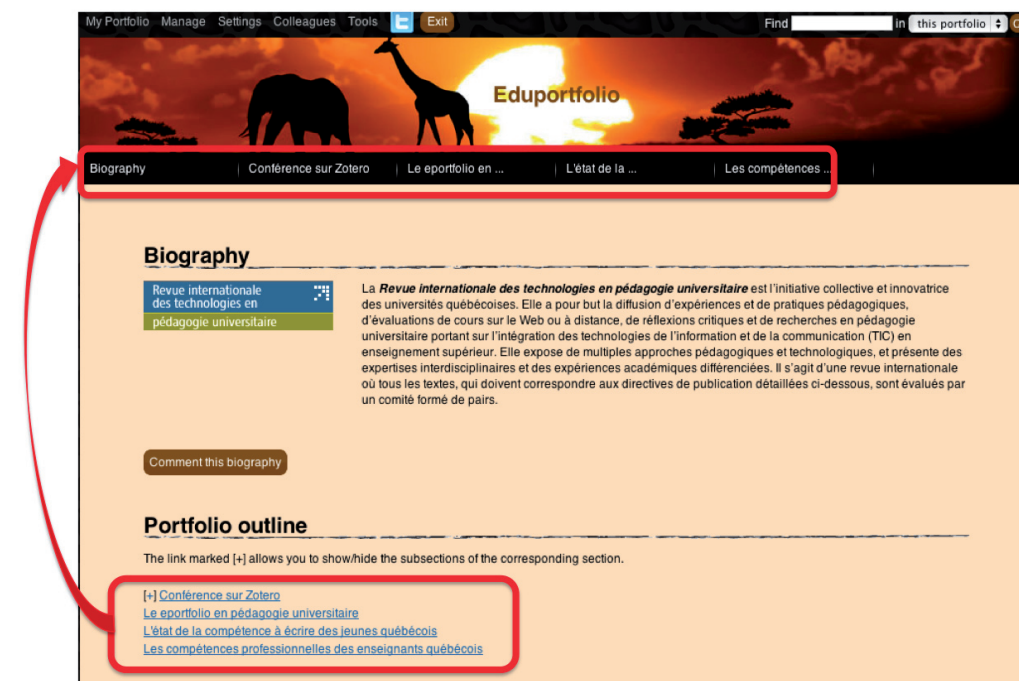 My Portfolio Manage Settings Colleagues Tools Exit Find in this portfolio
Eduportfolio
Biography Conférence sur Zotero Le eportfolio en ... L'état de la ... Les compétences ...
Biography
Revue internationale
des technologies en
pédagogie universitaire
La Revue internationale des technologies en pédagogie universitaire est l'initiative collective et innovatrice
des universités québécoises. Elle a pour but la diffusion d'expériences et de pratiques pédagogiques,
d'évaluations de cours sur le Web ou à distance, de réflexions critiques et de recherches en pédagogie
universitaire portant sur l'intégration des technologies de l'information et de la communication (TIC) en
enseignement supérieur. Elle expose de multiples approches pédagogiques et technologiques, et présente des
expertises interdisciplinaires et des expériences académiques différenciées. Il s'agit d'une revue internationale
où tous les textes, qui doivent correspondre aux directives de publication détaillées ci-dessous, sont évalués par
un comité formé de pairs.
Comment this biography
Portfolio outline
The link marked [+] allows you to show/hide the subsections of the corresponding section.
[+] Conférence sur Zotero
Le eportfolio en pédagogie universitaire
L'état de la compétence à écrire des jeunes québécois
Les compétences professionnelles des enseignants québécois